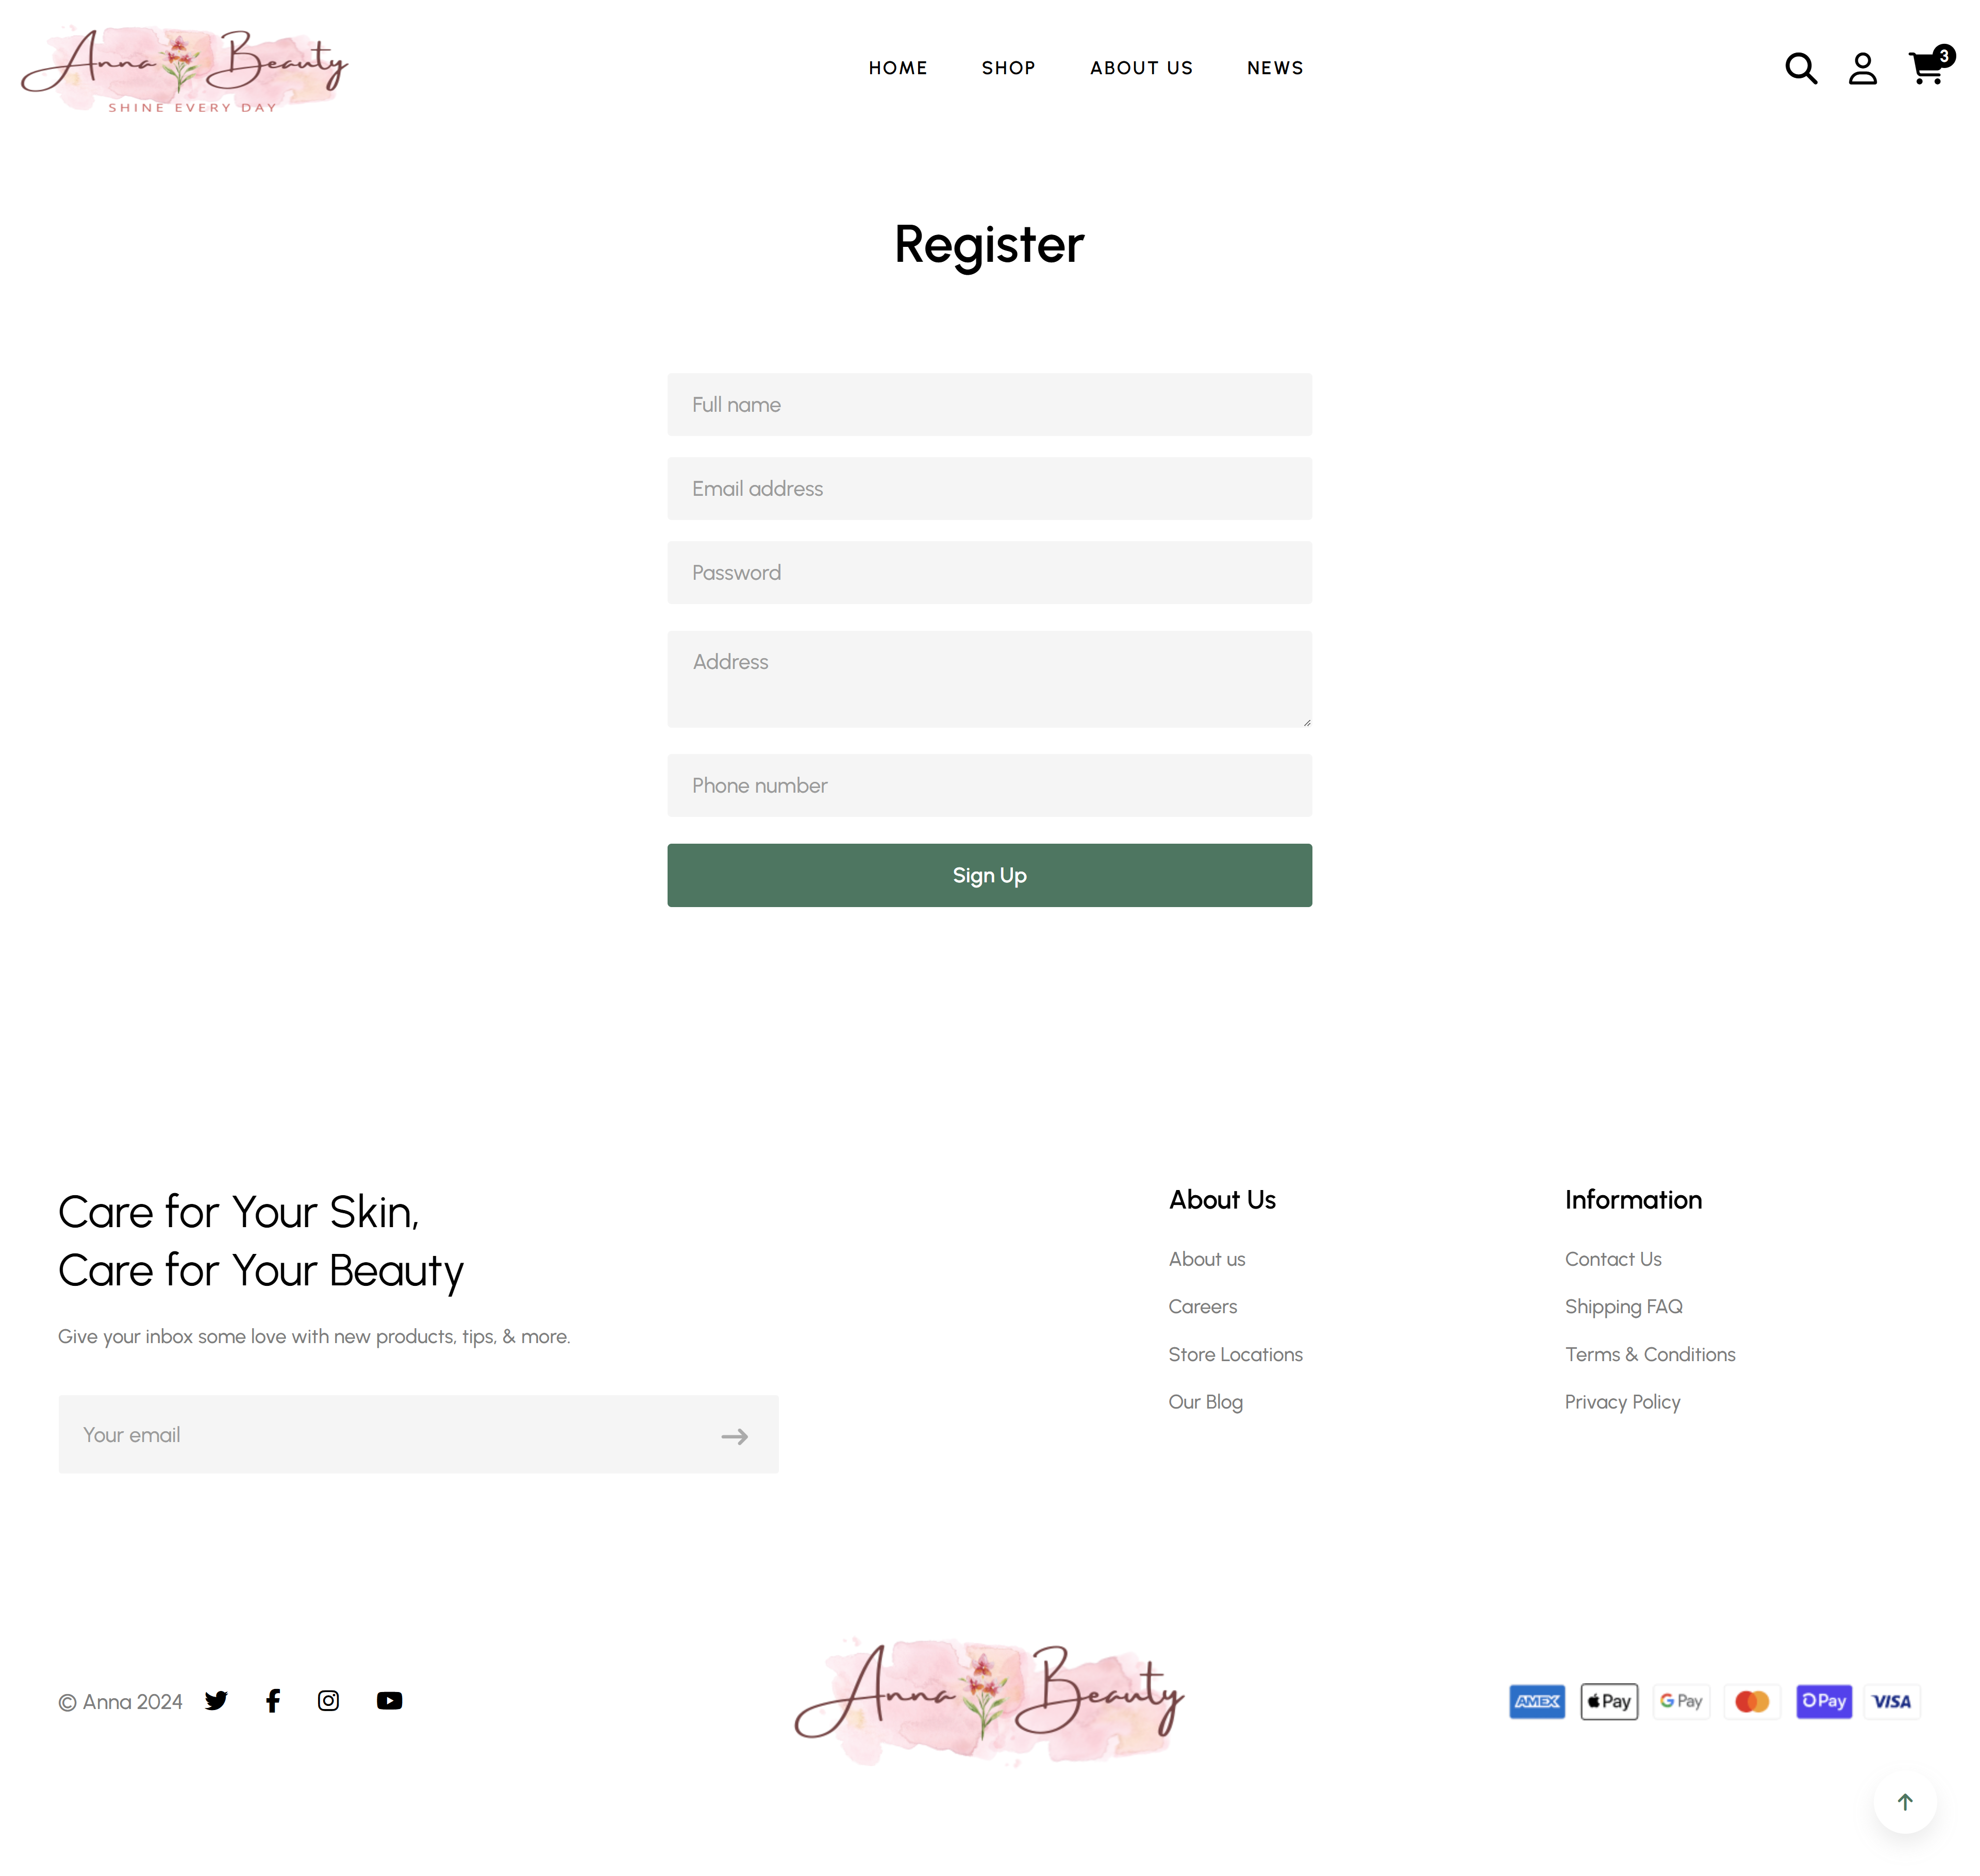 Anna Beauty
SHINE EVERY DAY
HOME SHOP ABOUT US NEWS
3
Register
Full name
Email address
Password
Address
Phone number
Sign Up
Care for Your Skin,
Care for Your Beauty
Give your inbox some love with new products, tips, & more.
Your email
About Us
About us
Careers
Store Locations
Our Blog
Information
Contact Us
Shipping FAQ
Terms & Conditions
Privacy Policy
© Anna 2024
Anna Beauty
AMEX Pay G Pay Pay VISA